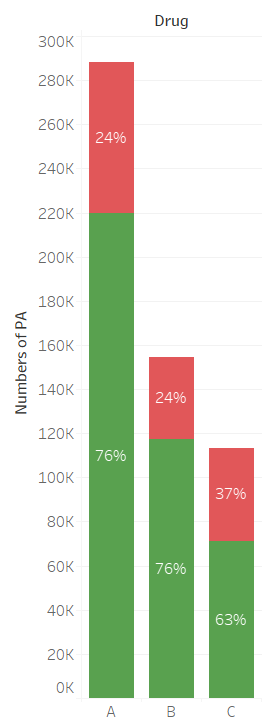 Drug
300K
280K
260K
240K
220K
200K
180K
160K
140K
120K
100K
80K
60K
40K
20K
0K
Numbers of PA
24%
76%
24%
76%
37%
63%
A
B
C